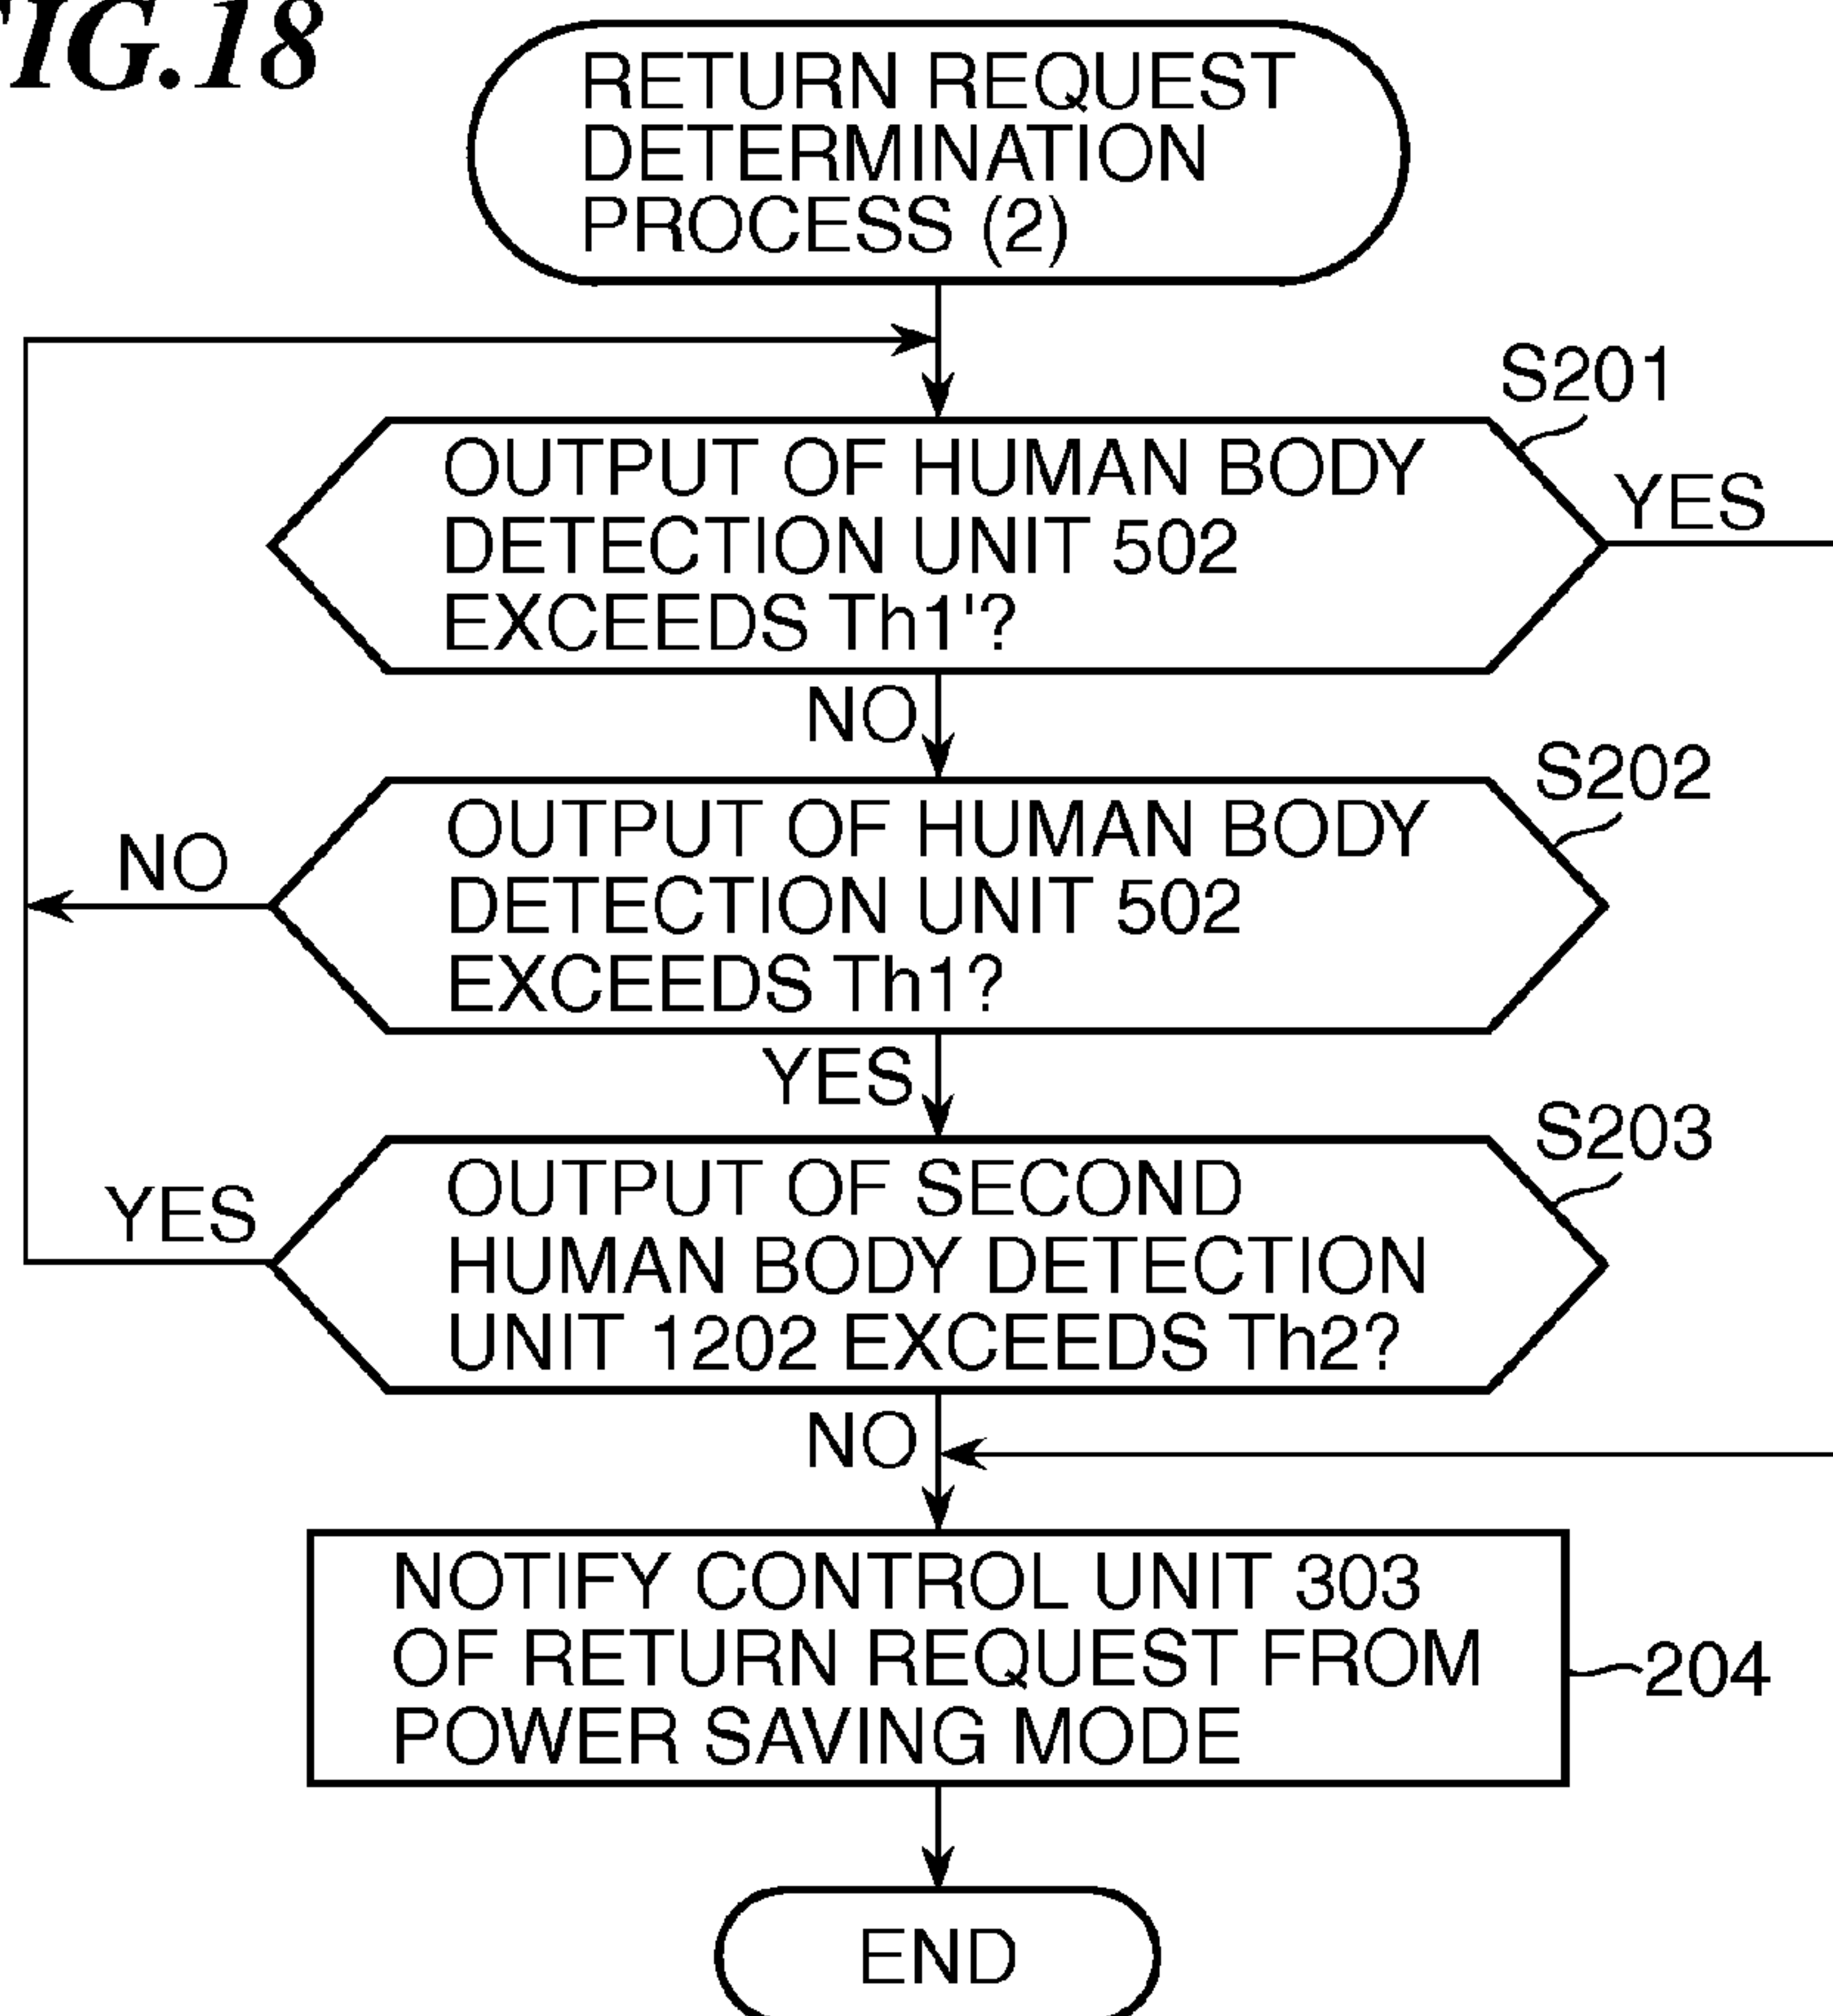 FIG.18
RETURN REQUEST
DETERMINATION
PROCESS (2)
S201
OUTPUT OF HUMAN BODY
DETECTION UNIT 502
EXCEEDS Th1'?
YES
NO
S202
OUTPUT OF HUMAN BODY
DETECTION UNIT 502
EXCEEDS Th1?
NO
YES
S203
OUTPUT OF SECOND
HUMAN BODY DETECTION
UNIT 1202 EXCEEDS Th2?
YES
NO
NOTIFY CONTROL UNIT 303
OF RETURN REQUEST FROM
POWER SAVING MODE
204
END